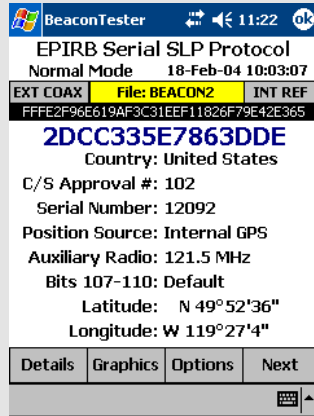 BeaconTester 11:22 ok
EPIRB Serial SLP Protocol
Normal Mode 18-Feb-04 10:03:07
EXT COAX File: BEACON2 INT REF
FFFE2F96E619AF3C31EEF11826F79E42E365
2DCC335E7863DDE
Country: United States
C/S Approval #: 102
Serial Number: 12092
Position Source: Internal GPS
Auxiliary Radio: 121.5 MHz
Bits 107-110: Default
Latitude: N 49°52'36"
Longitude: W 119°27'4"
Details Graphics Options Next